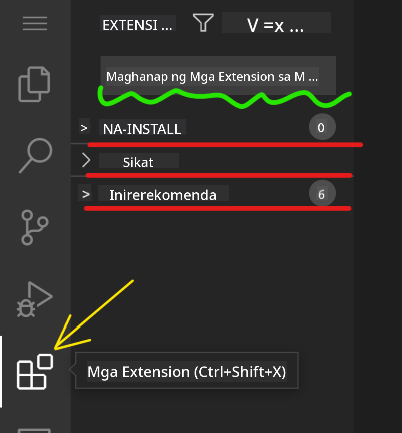 EXTENSI ...
V =x ...
Maghanap ng Mga Extension sa M ...
> NA-INSTALL 0
> Sikat
> Inirerekomenda 6
Mga Extension (Ctrl+Shift+X)